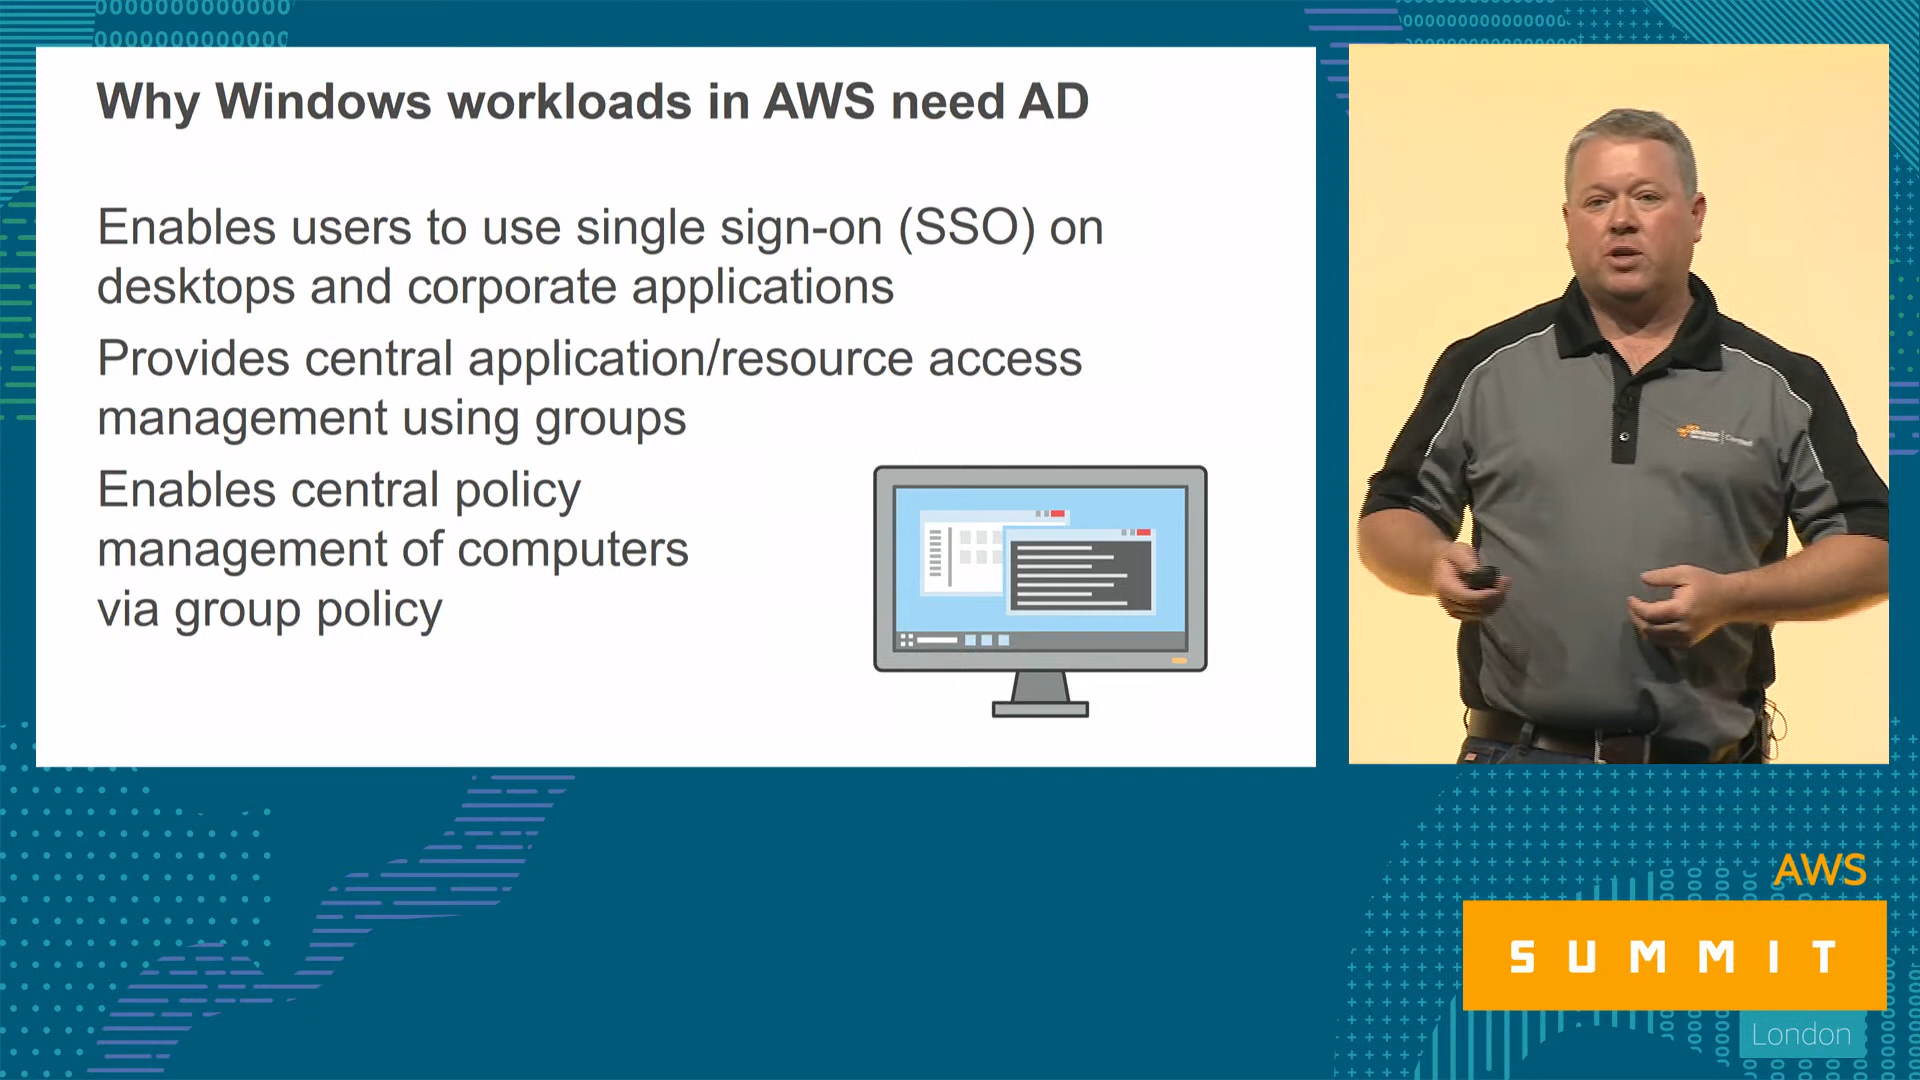 Why Windows workloads in AWS need AD
Enables users to use single sign-on (SSO) on
desktops and corporate applications
Provides central application/resource access
management using groups
Enables central policy
management of computers
via group policy
AWS
SUMMIT
London